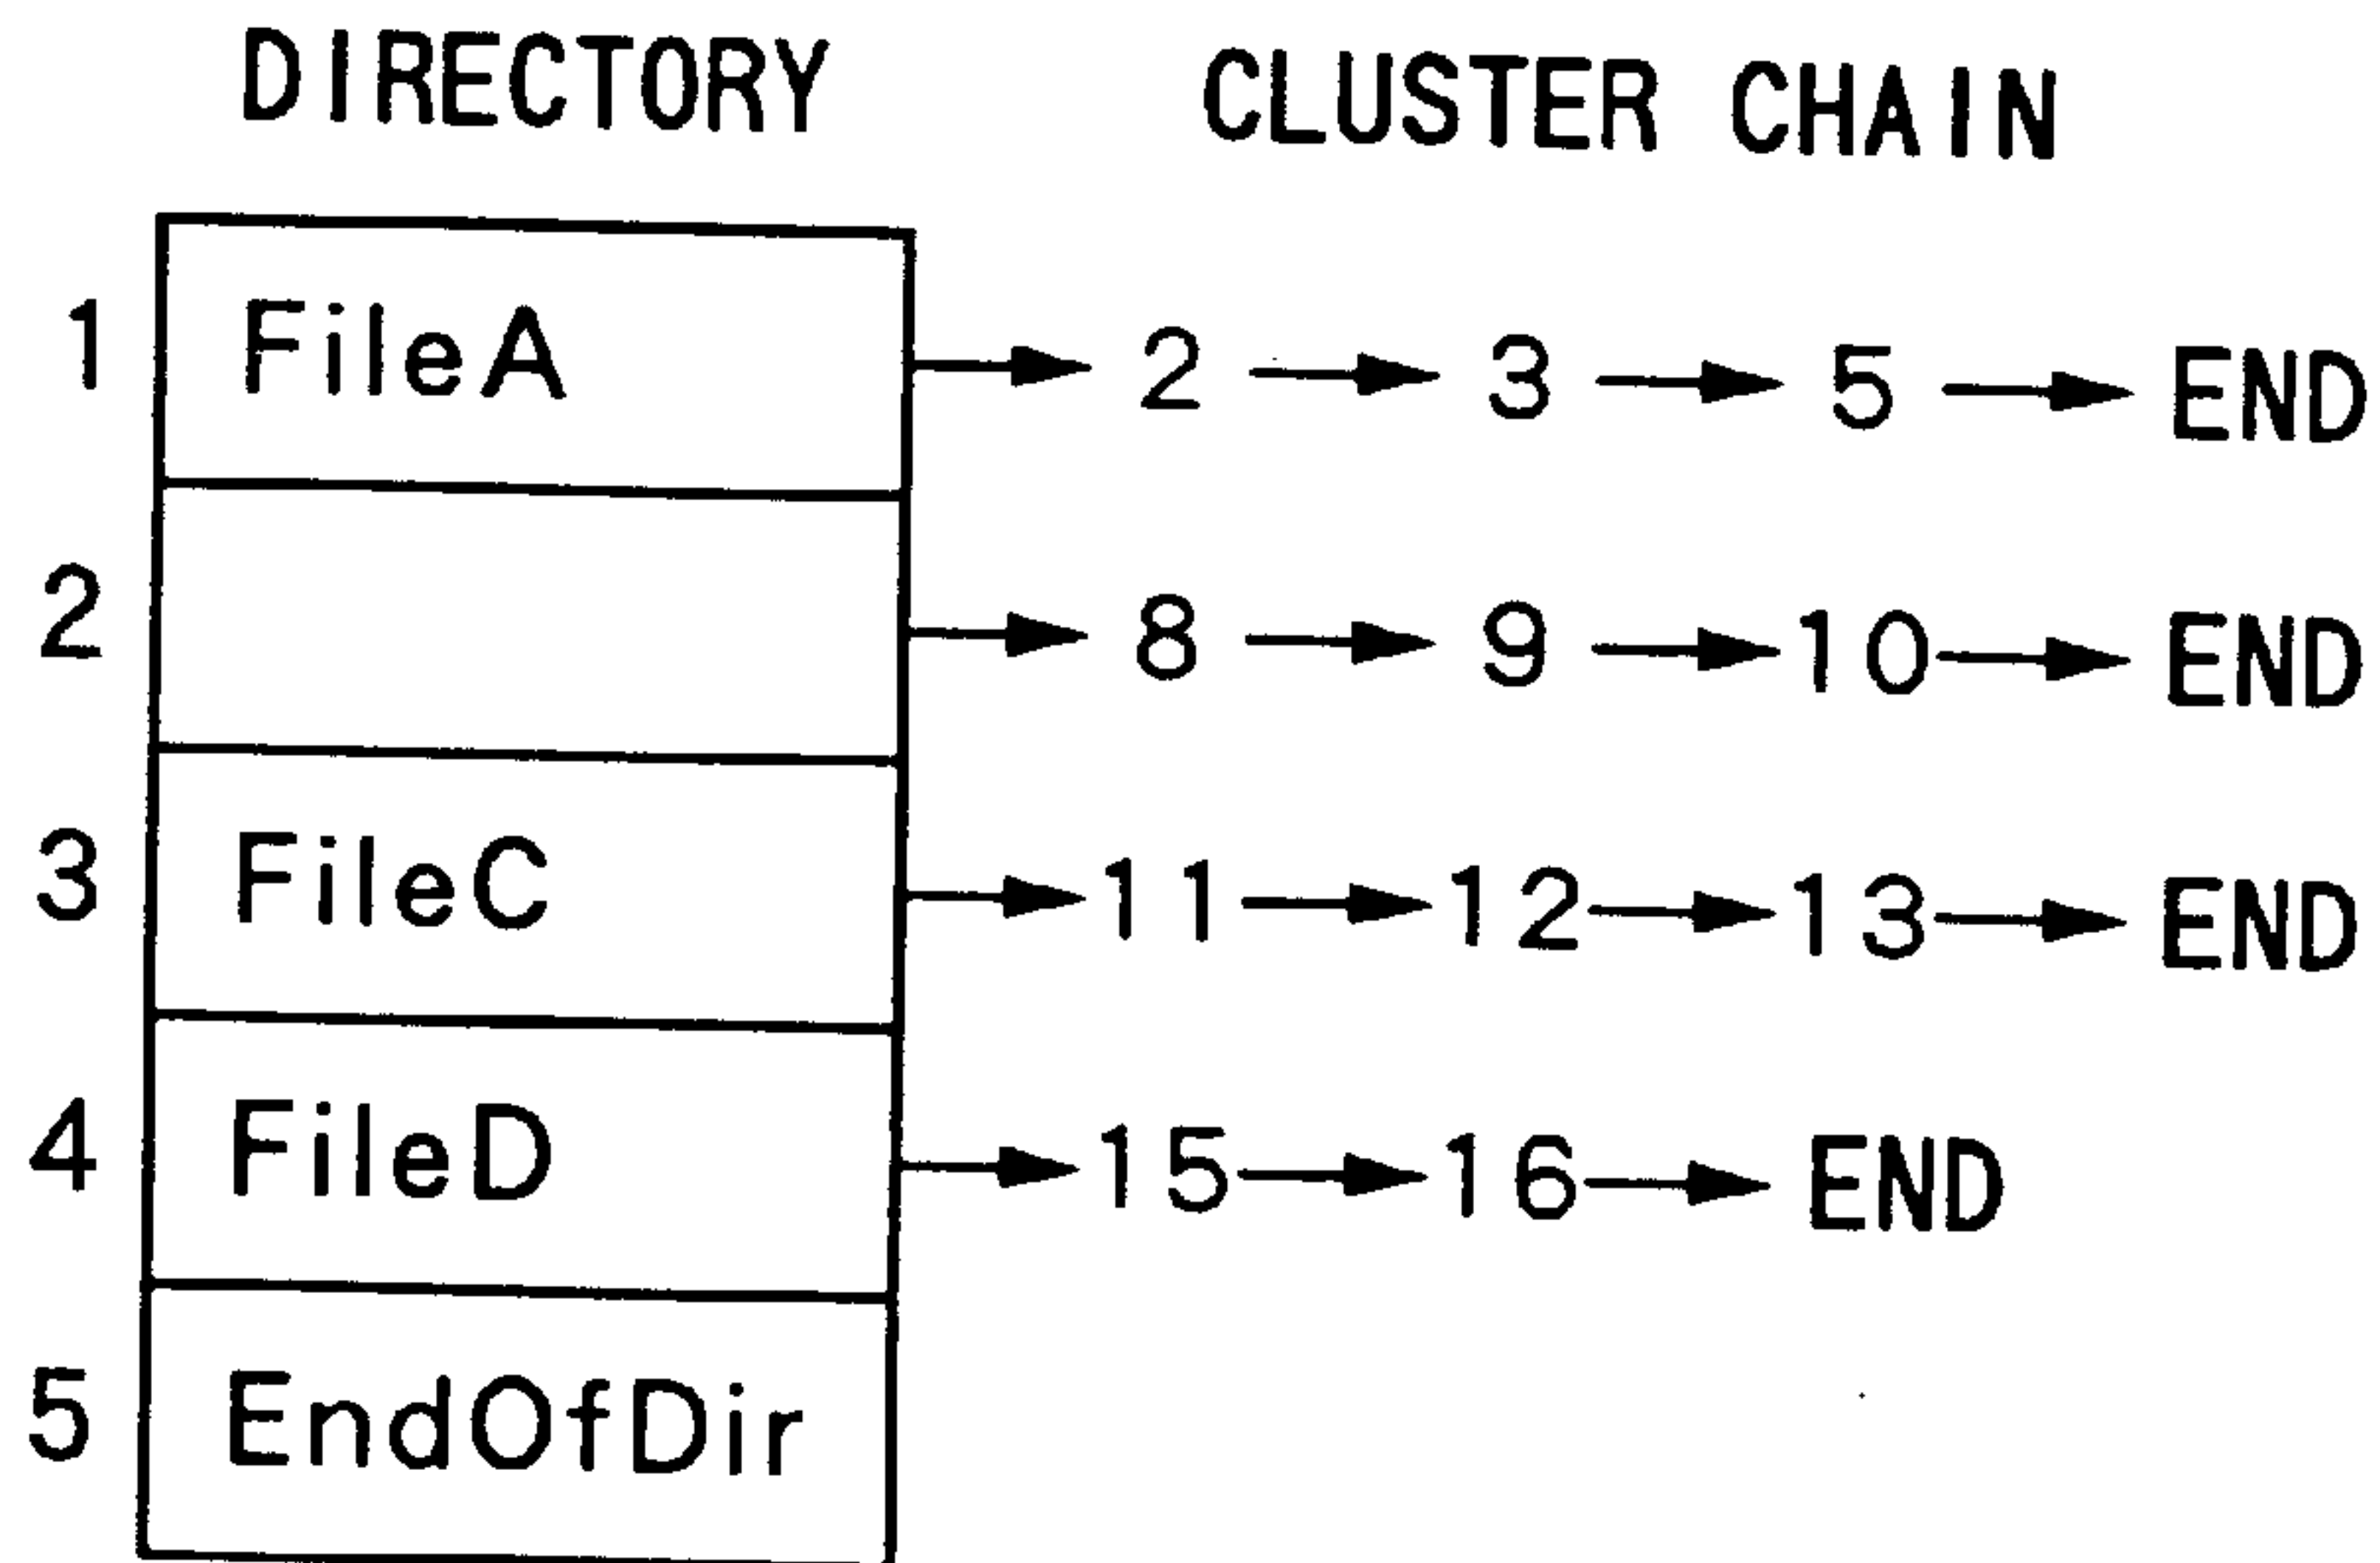 DIRECTORY CLUSTER CHAIN
1 FileA 2 3 5 END
2 8 9 10 END
3 FileC 11 12 13 END
4 FileD 15 16 END
5 EndOfDir